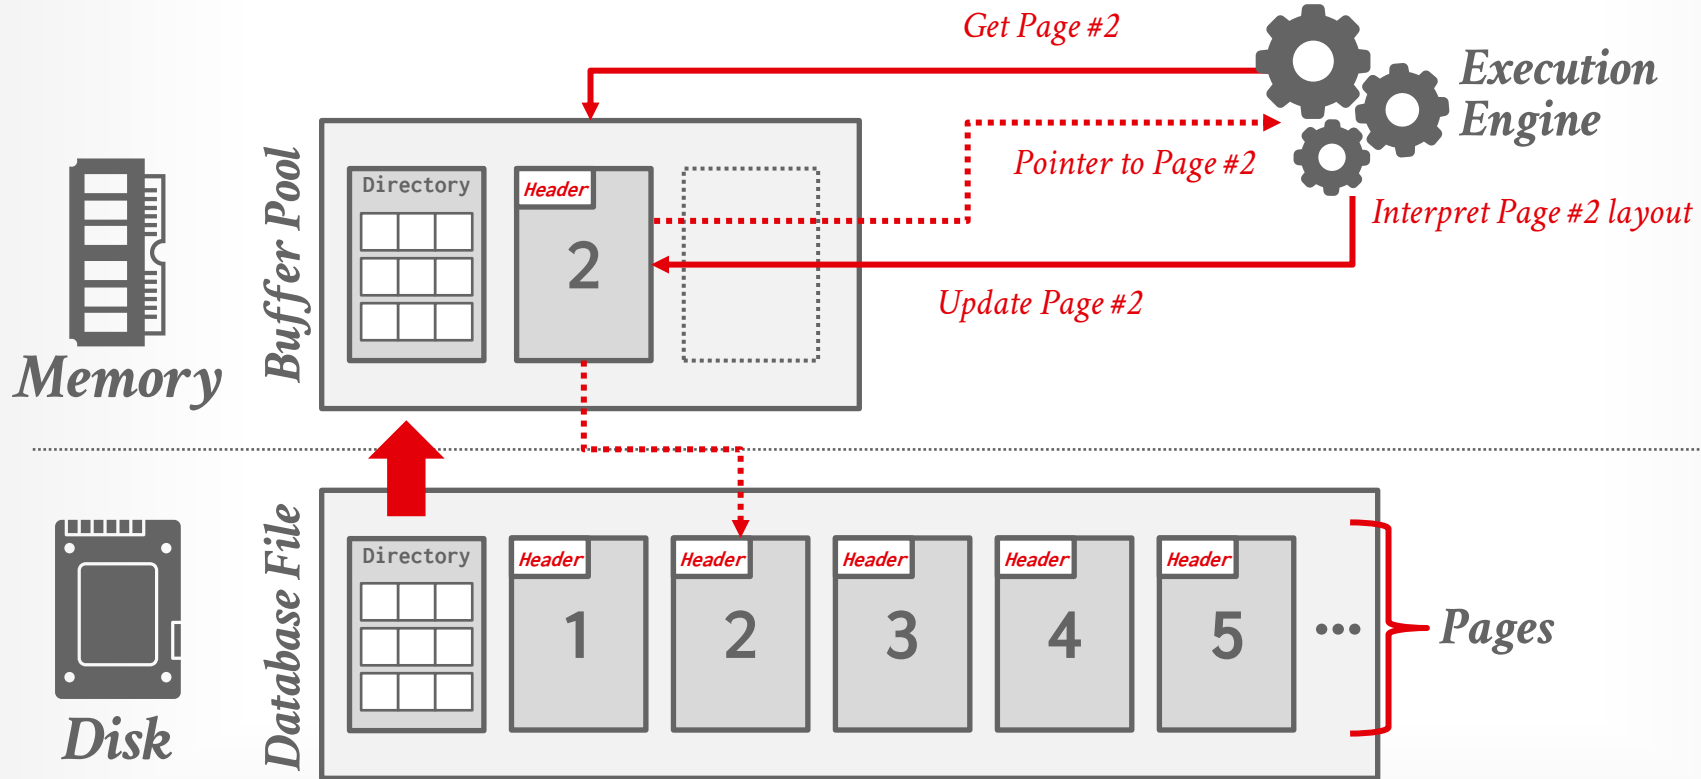 Get Page #2
Execution
Engine
Pointer to Page #2
Interpret Page #2 layout
Update Page #2
Memory
Buffer Pool
Directory
Header
2
Disk
Database File
Directory
Header
1
Header
2
Header
3
Header
4
Header
5
•••
Pages